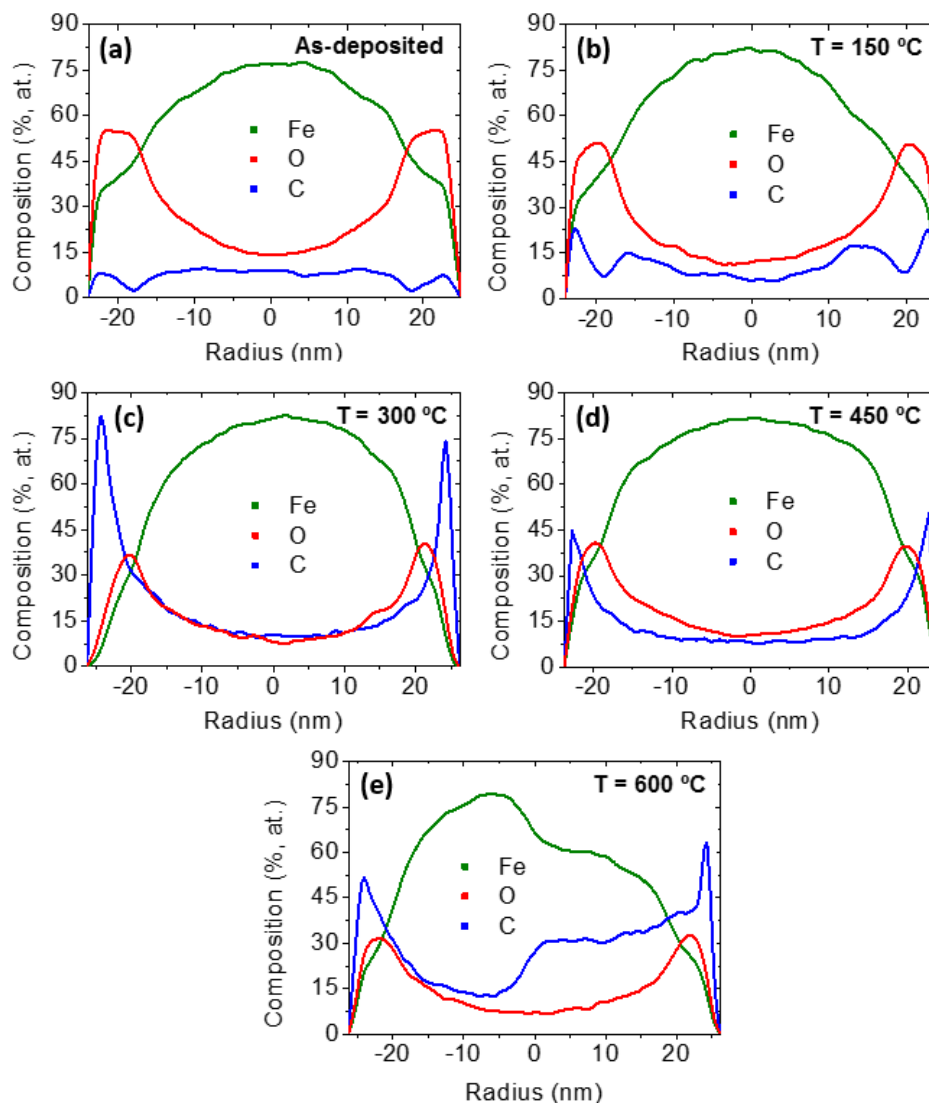 (a) As-deposited
Composition (%, at.)
90
75
60
45
30
15
0
Fe
O
C
-20 -10 0 10 20
Radius (nm)
(b) T = 150 ºC
Composition (%, at.)
90
75
60
45
30
15
0
Fe
O
C
-20 -10 0 10 20
Radius (nm)
(c) T = 300 ºC
Composition (%, at.)
90
75
60
45
30
15
0
Fe
O
C
-20 -10 0 10 20
Radius (nm)
(d) T = 450 ºC
Composition (%, at.)
90
75
60
45
30
15
0
Fe
O
C
-20 -10 0 10 20
Radius (nm)
(e) T = 600 ºC
Composition (%, at.)
90
75
60
45
30
15
0
Fe
O
C
-20 -10 0 10 20
Radius (nm)